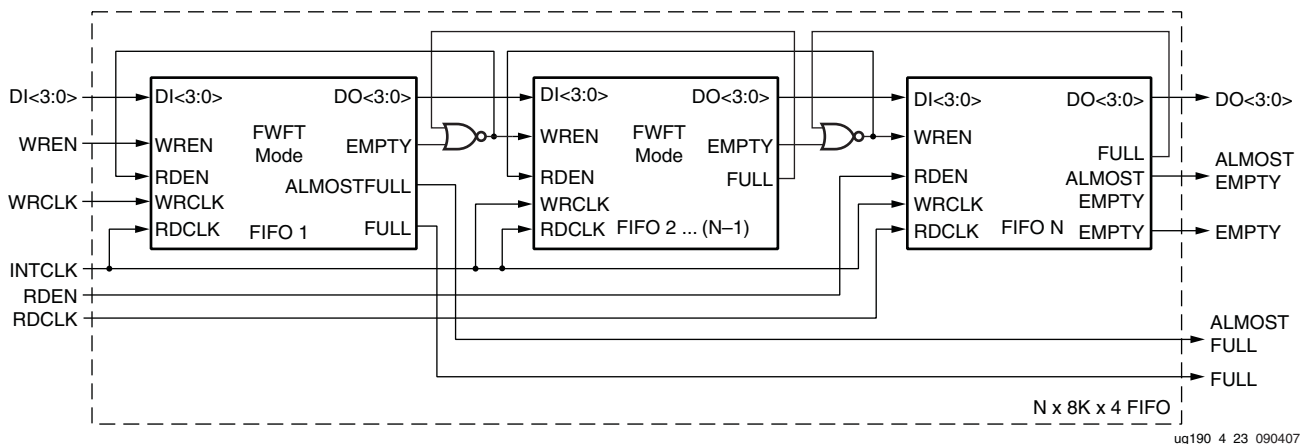 DI<3:0>
WREN
WRCLK
INTCLK
RDEN
RDCLK
DI<3:0>
DO<3:0>
FWFT
Mode
WREN
EMPTY
RDEN
ALMOSTFULL
WRCLK
RDCLK
FULL
FIFO 1
DI<3:0>
DO<3:0>
FWFT
Mode
WREN
EMPTY
RDEN
FULL
WRCLK
RDCLK
FIFO 2 ... (N–1)
DI<3:0>
DO<3:0>
WREN
FULL
RDEN
ALMOST
EMPTY
WRCLK
RDCLK
FIFO N
EMPTY
DO<3:0>
ALMOST
EMPTY
EMPTY
ALMOST
FULL
FULL
N x 8K x 4 FIFO
ug190_4_23_090407